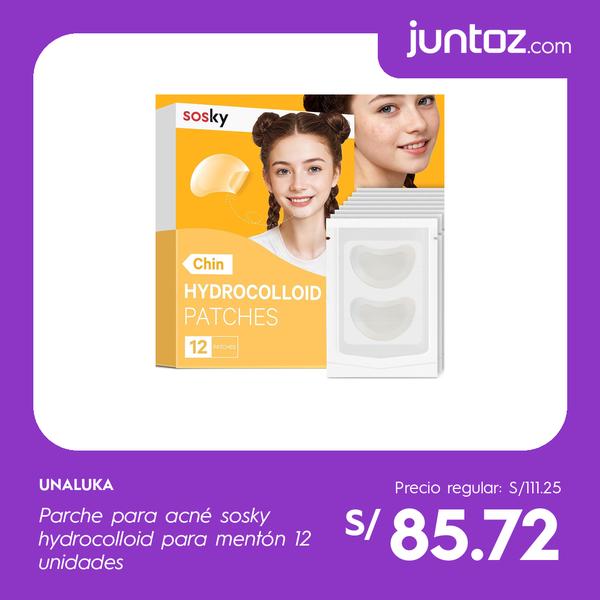 juntoz.com
sosky
Chin
HYDROCOLLOID
PATCHES
12 PATCHES
UNALUKA
Parche para acné sosky
hydrocolloid para mentón 12
unidades
Precio regular: S/111.25
S/85.72